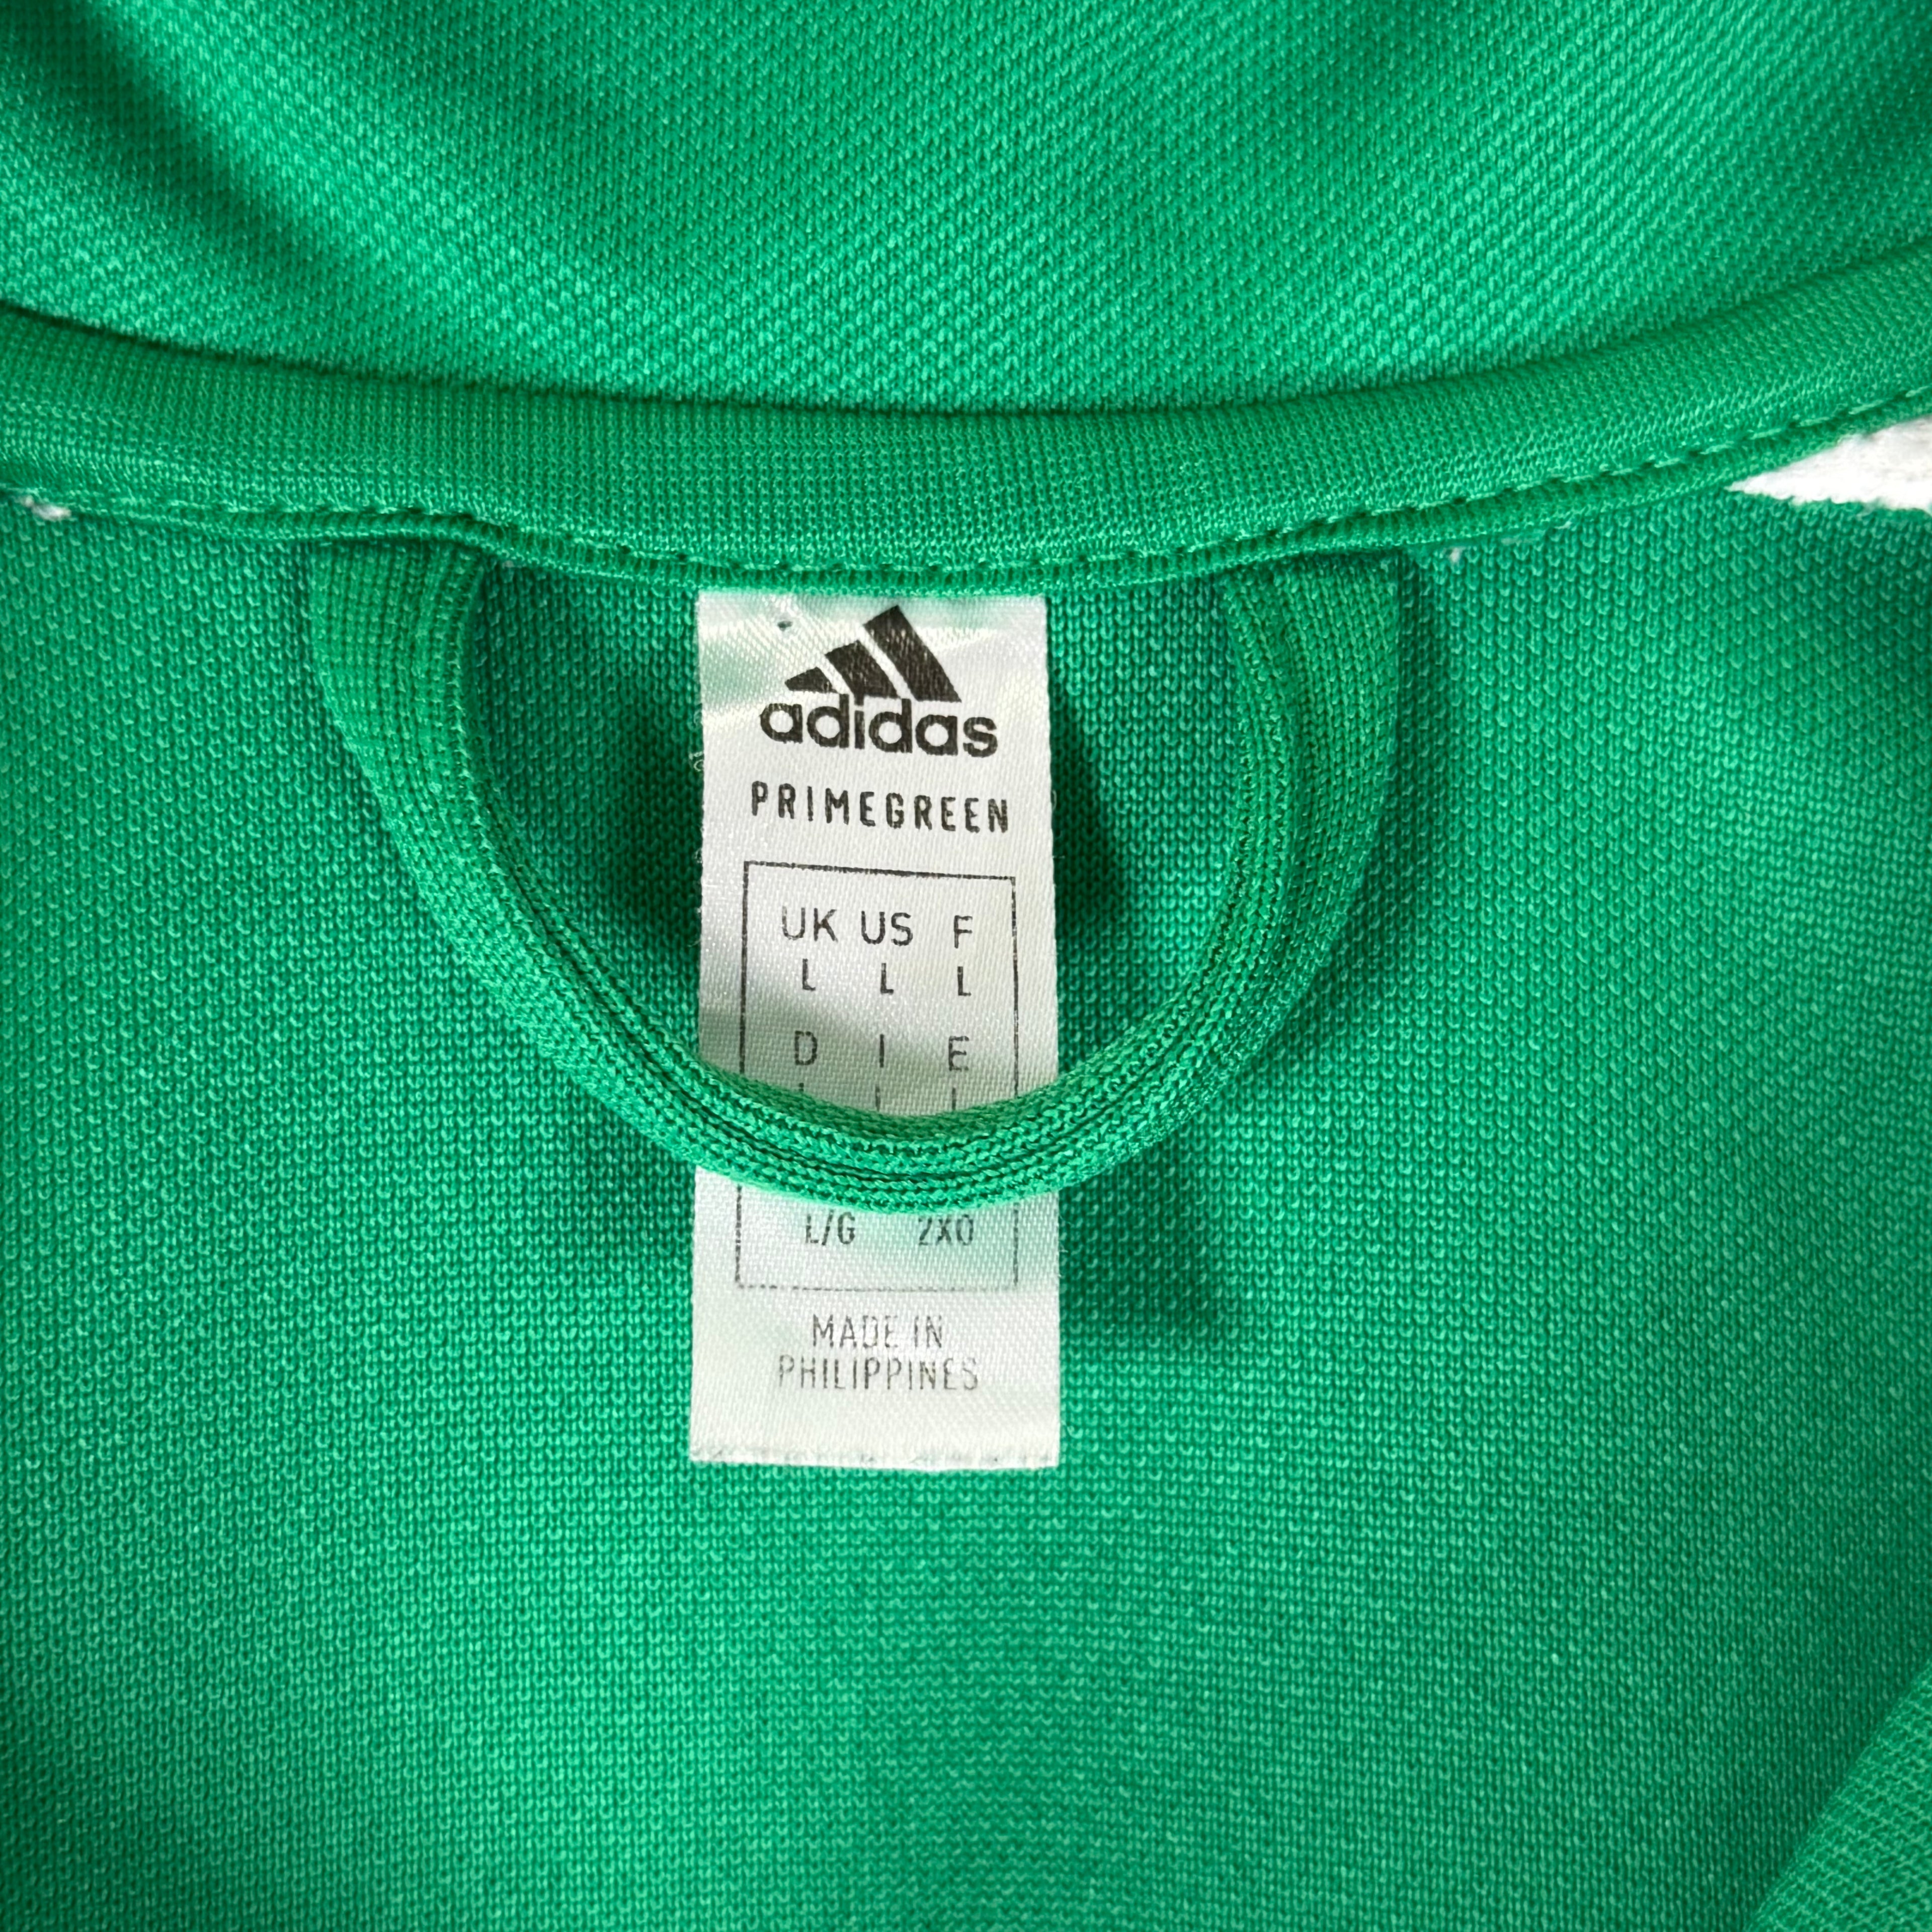 adidas
PRIMEGREEN
UK US F
L L L
D I E
L/G 2XO
MADE IN
PHILIPPINES